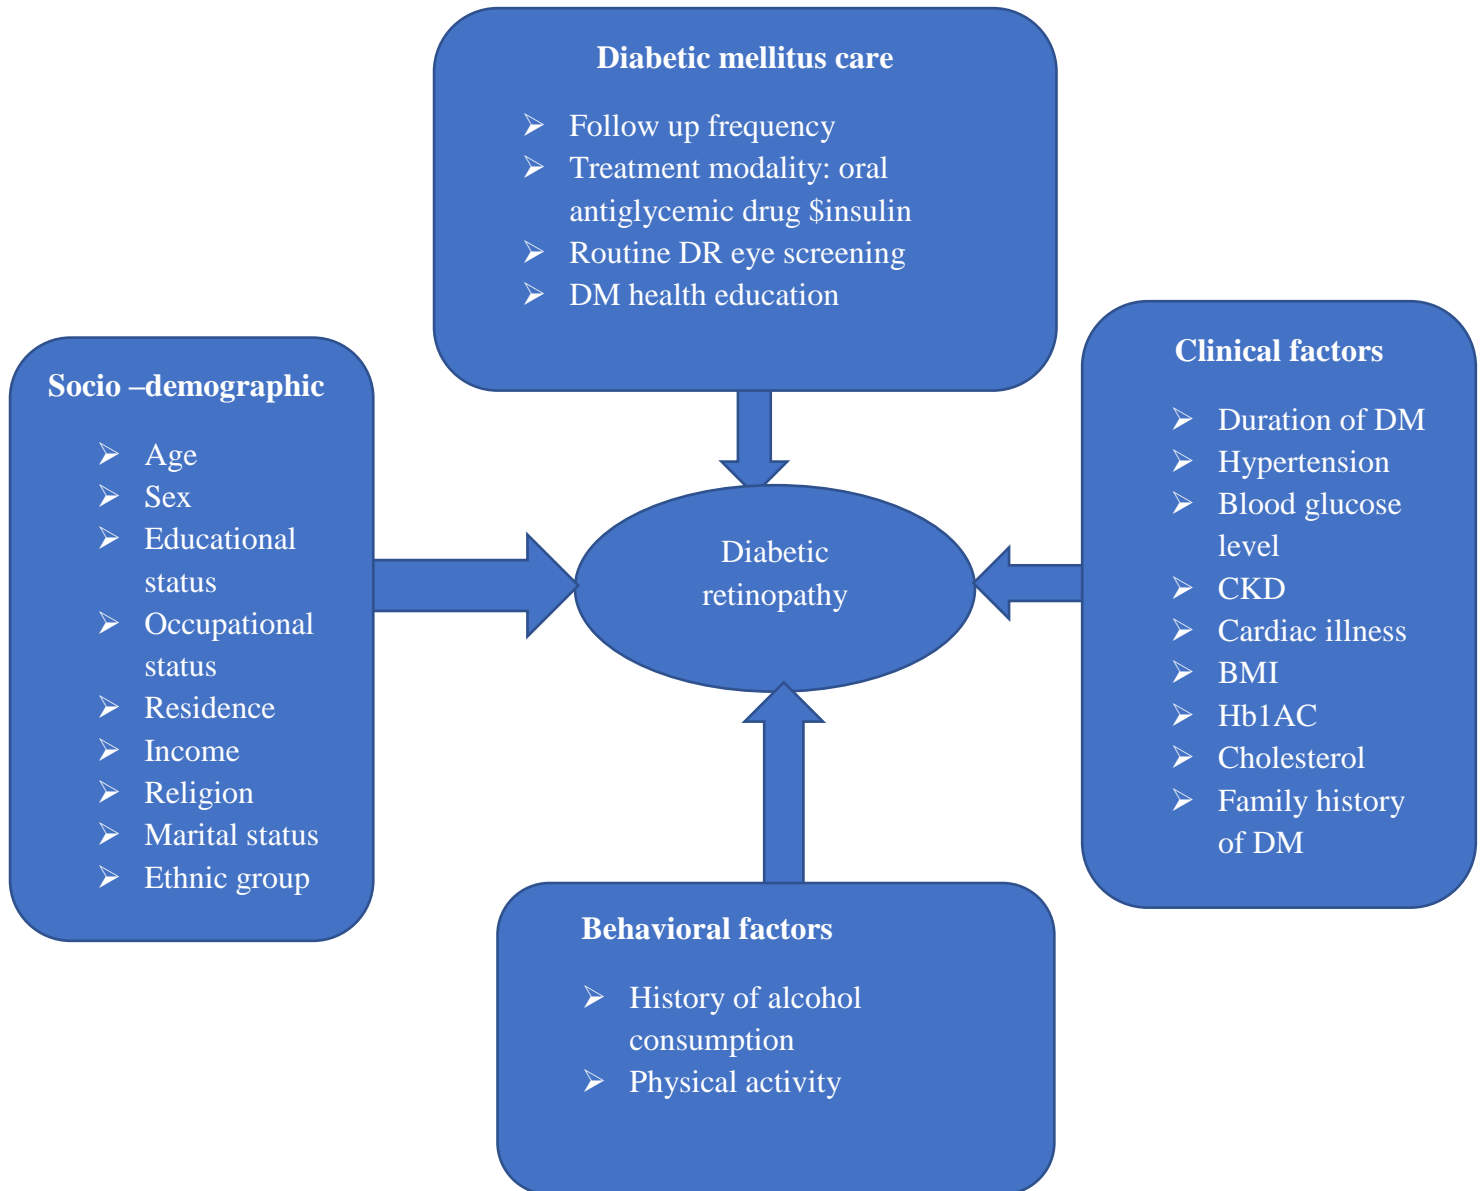 Diabetic mellitus care
➢ Follow up frequency
➢ Treatment modality: oral
antiglycemic drug $insulin
➢ Routine DR eye screening
➢ DM health education
Socio –demographic
➢ Age
➢ Sex
➢ Educational
status
➢ Occupational
status
➢ Residence
➢ Income
➢ Religion
➢ Marital status
➢ Ethnic group
Diabetic
retinopathy
Clinical factors
➢ Duration of DM
➢ Hypertension
➢ Blood glucose
level
➢ CKD
➢ Cardiac illness
➢ BMI
➢ Hb1AC
➢ Cholesterol
➢ Family history
of DM
Behavioral factors
➢ History of alcohol
consumption
➢ Physical activity